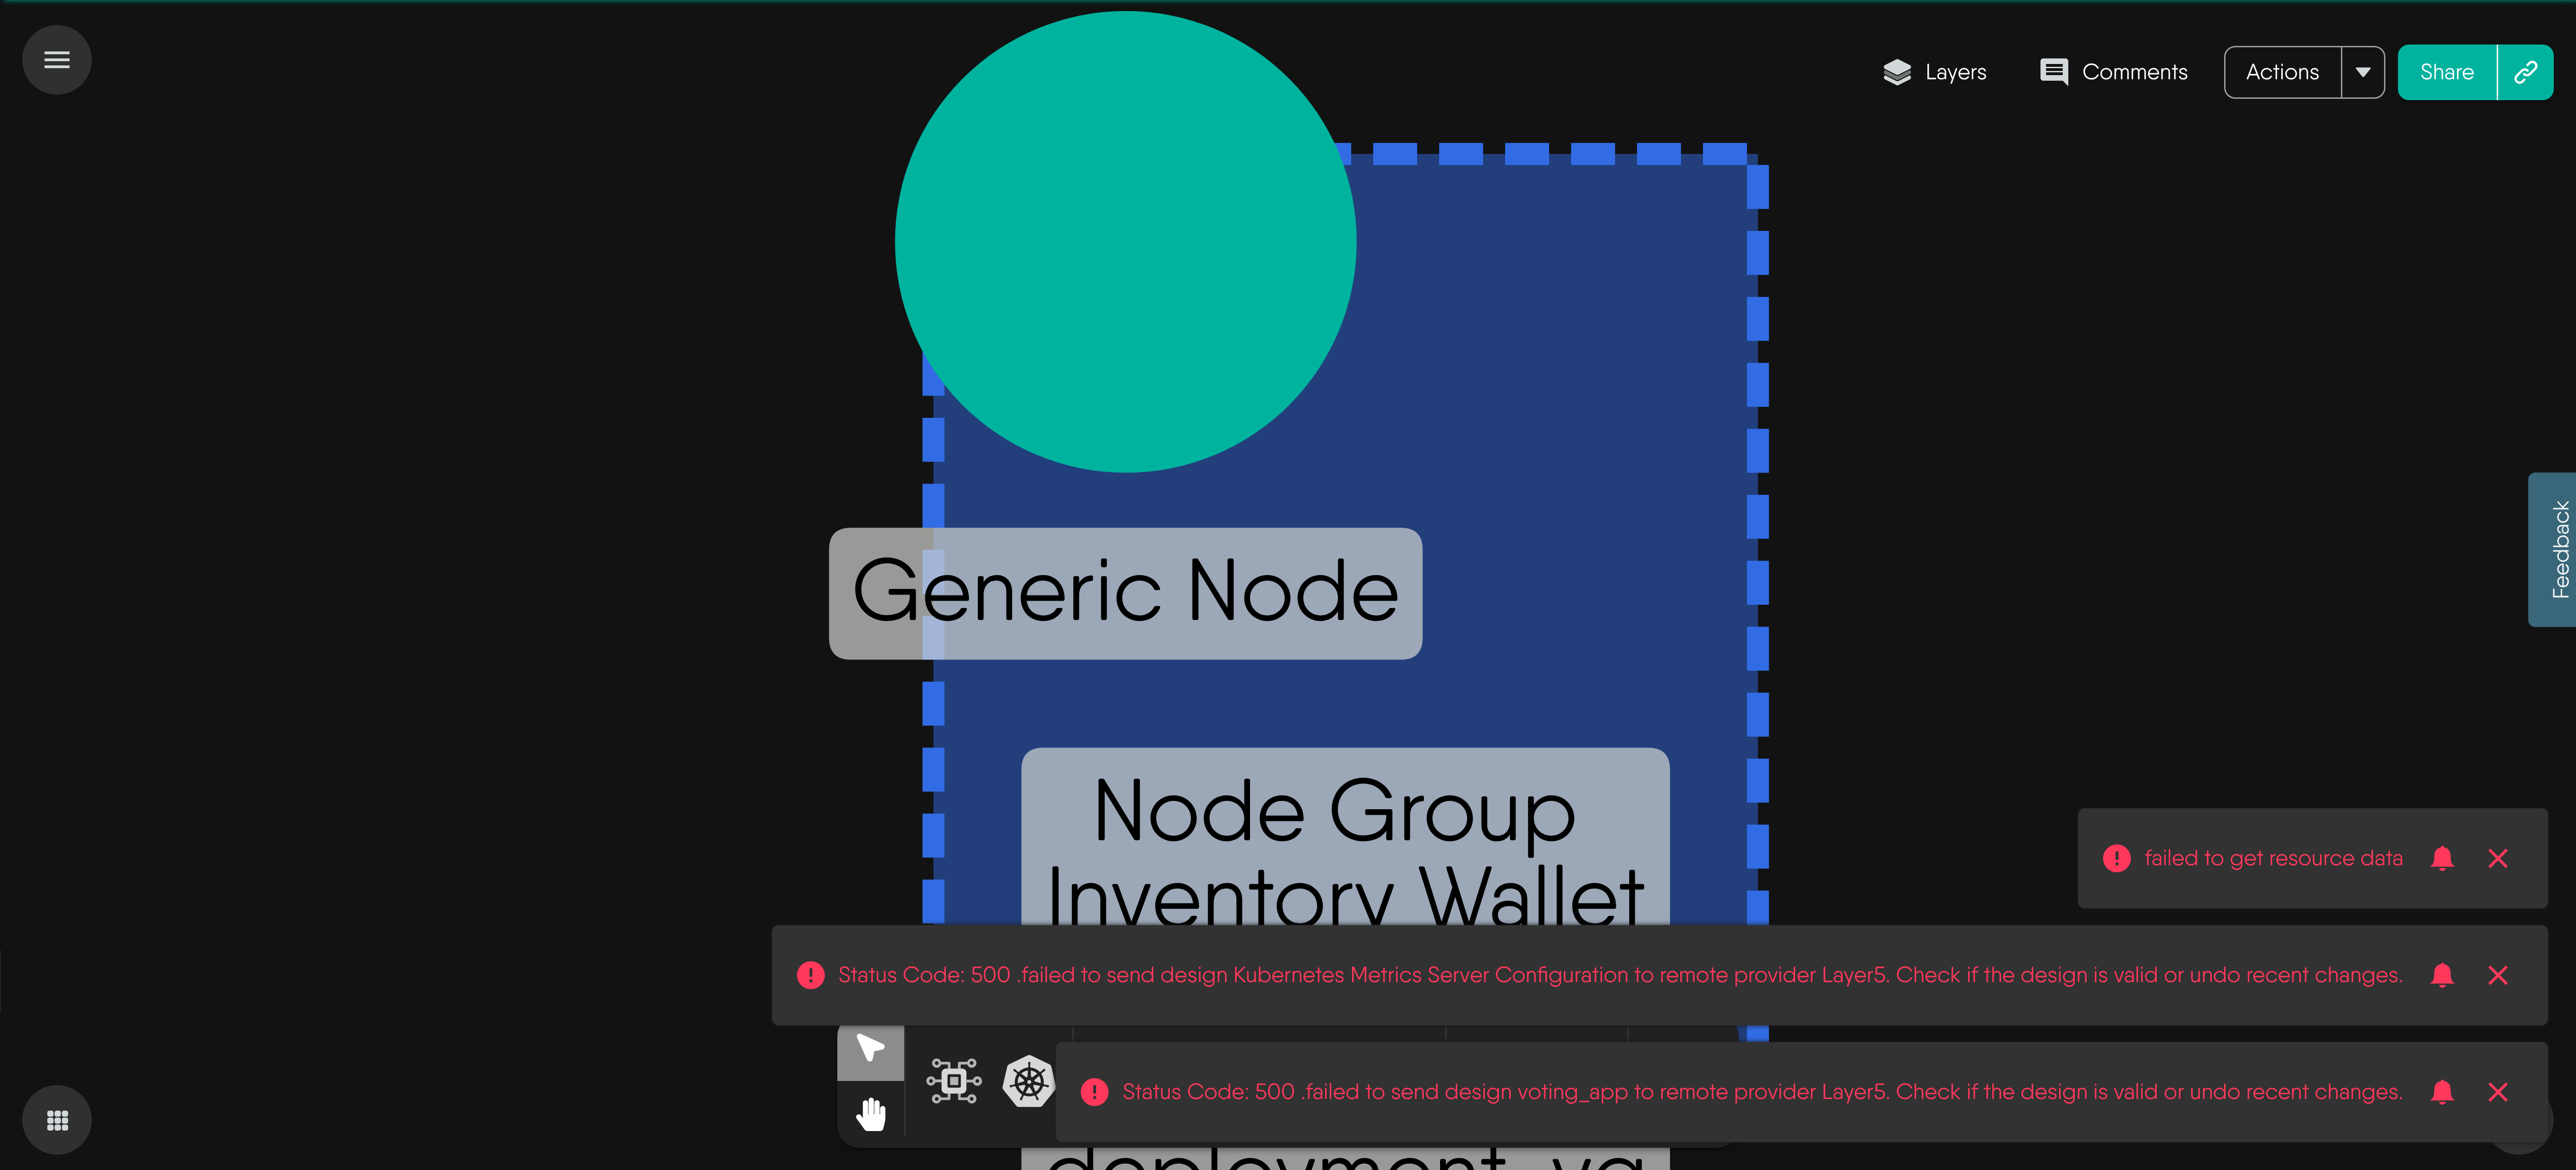 Layers
Comments
Actions
Share
Feedback
Generic Node
Node Group
Inventory Wallet
failed to get resource data
Status Code: 500 .failed to send design Kubernetes Metrics Server Configuration to remote provider Layer5. Check if the design is valid or undo recent changes.
Status Code: 500 .failed to send design voting_app to remote provider Layer5. Check if the design is valid or undo recent changes.